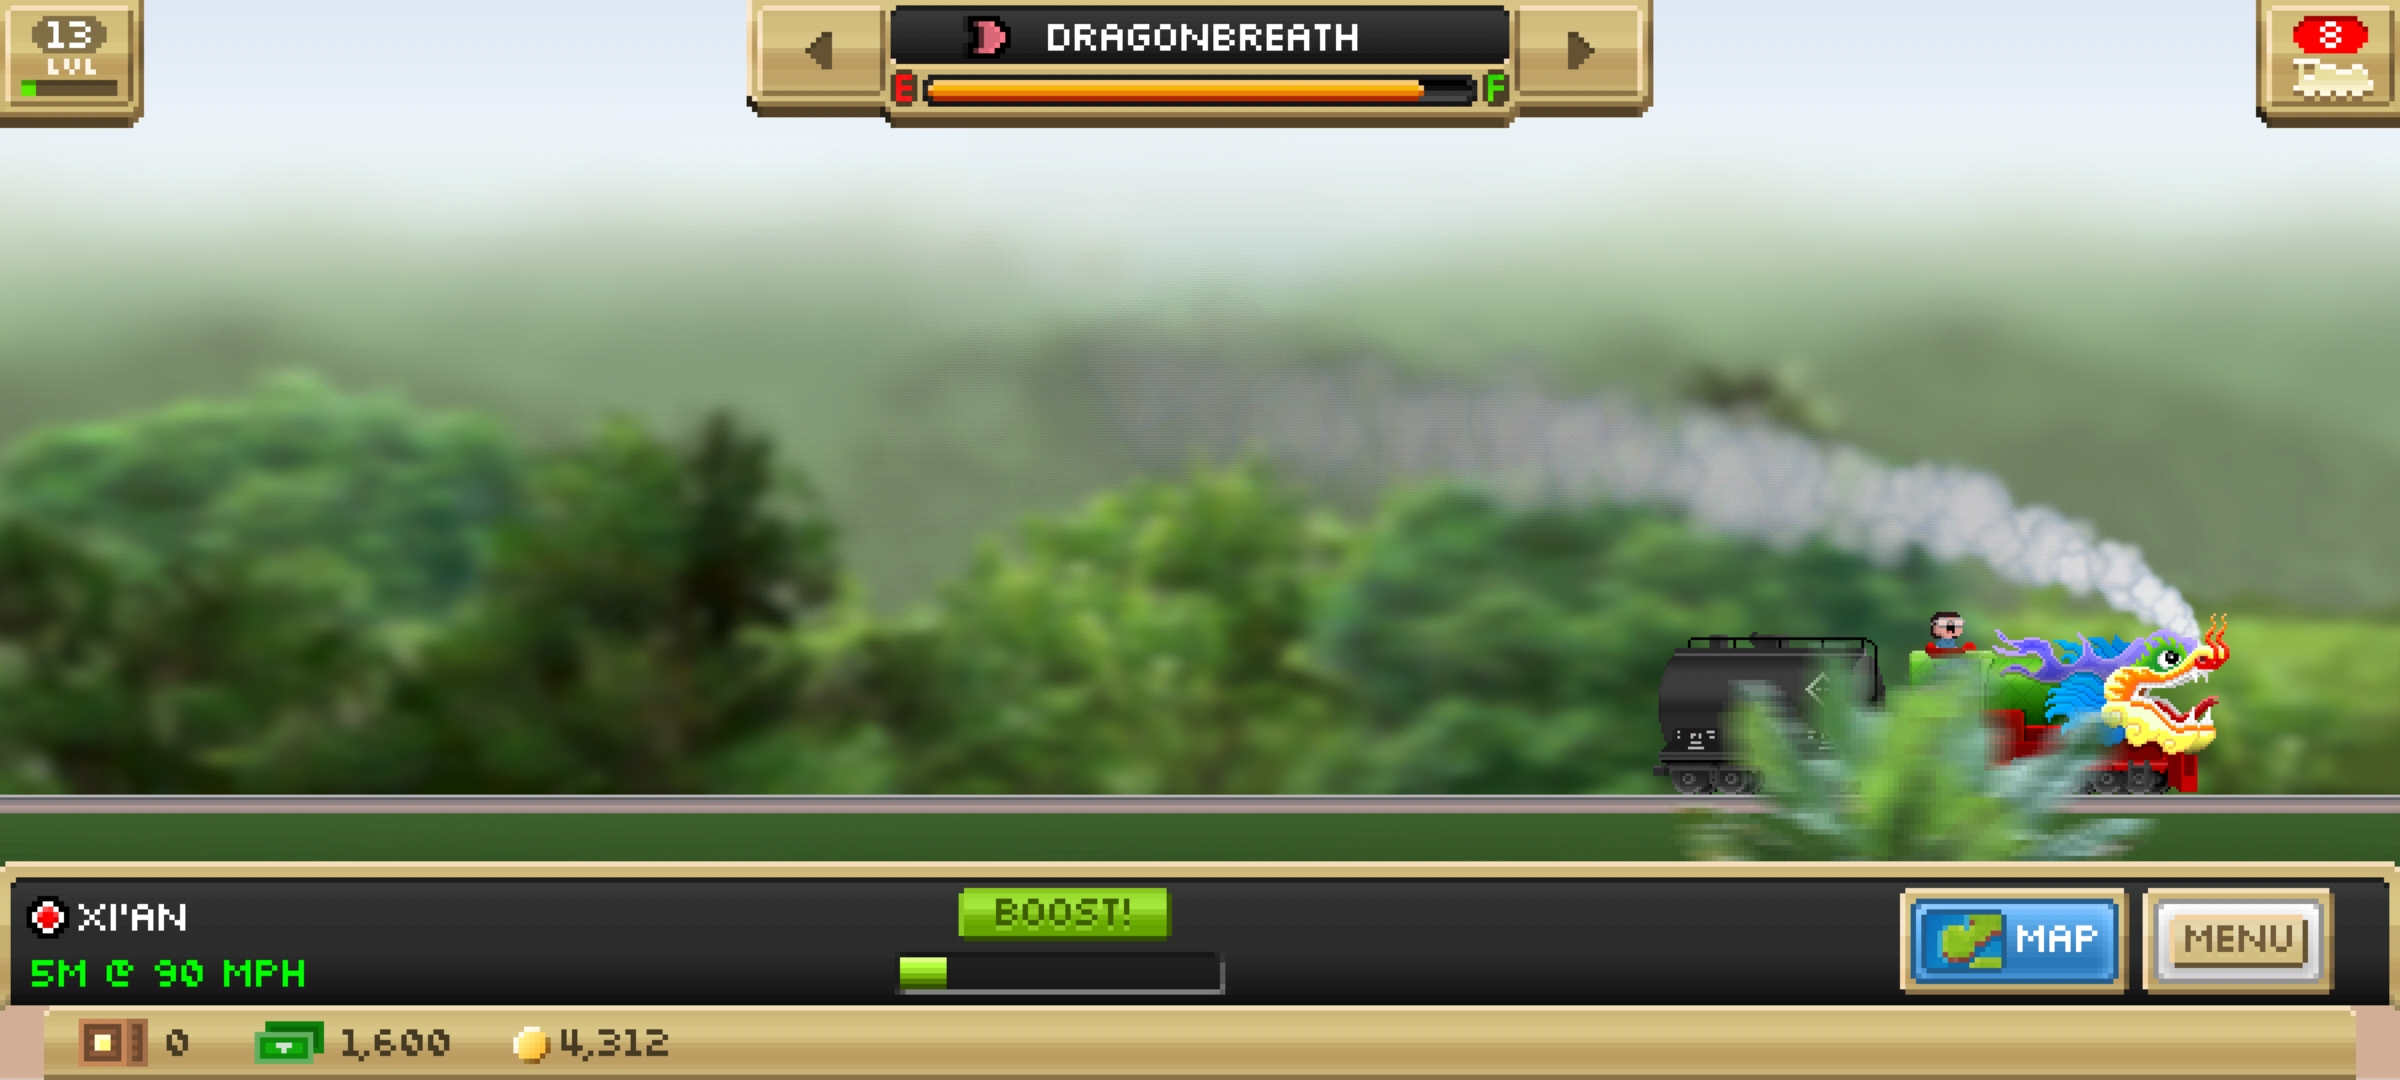 13
LVL
DRAGONBREATH
E F
8
XI'AN
5M @ 90 MPH
BOOST!
MAP
MENU
0 1,600 4,312